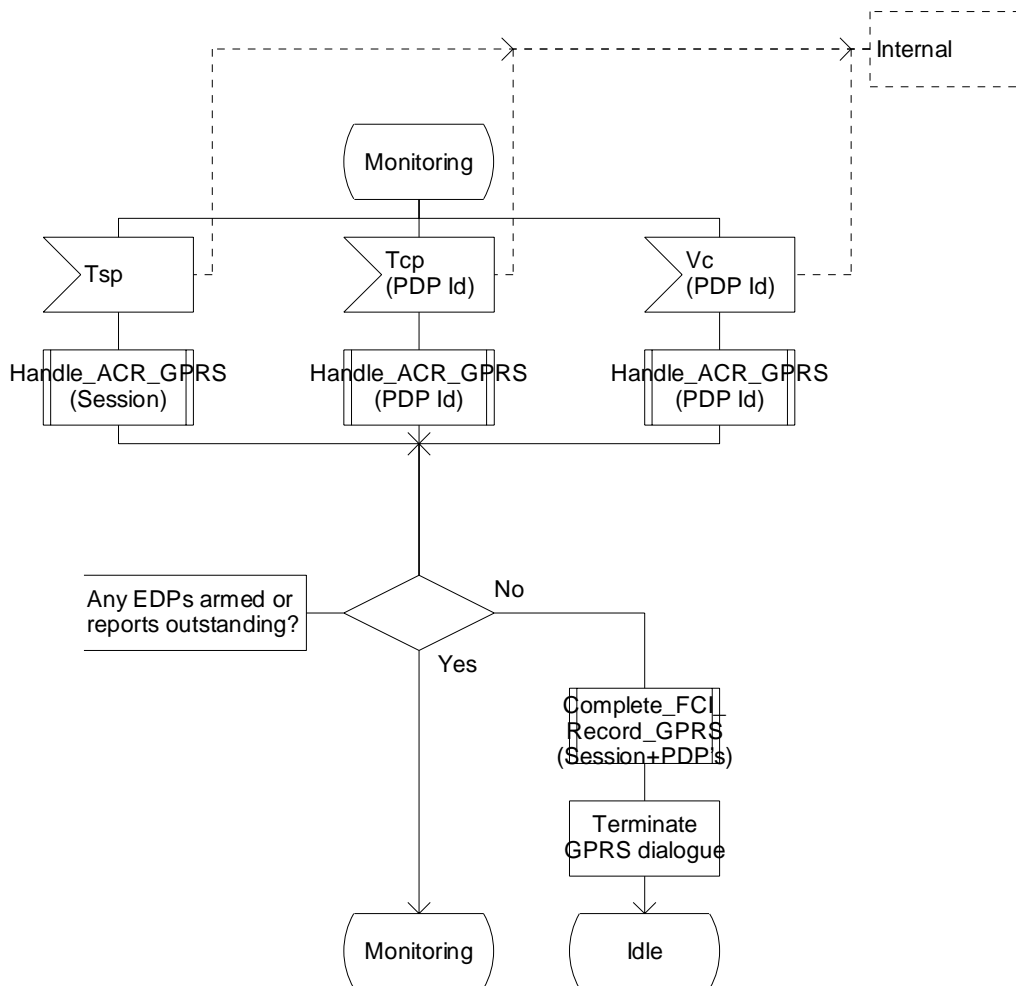 Internal
Monitoring
Tsp
Tcp
(PDP Id)
Vc
(PDP Id)
Handle_ACR_GPRS
(Session)
Handle_ACR_GPRS
(PDP Id)
Handle_ACR_GPRS
(PDP Id)
Any EDPs armed or
reports outstanding?
No
Yes
Complete_FCI_
Record_GPRS
(Session+PDP's)
Terminate
GPRS dialogue
Monitoring
Idle